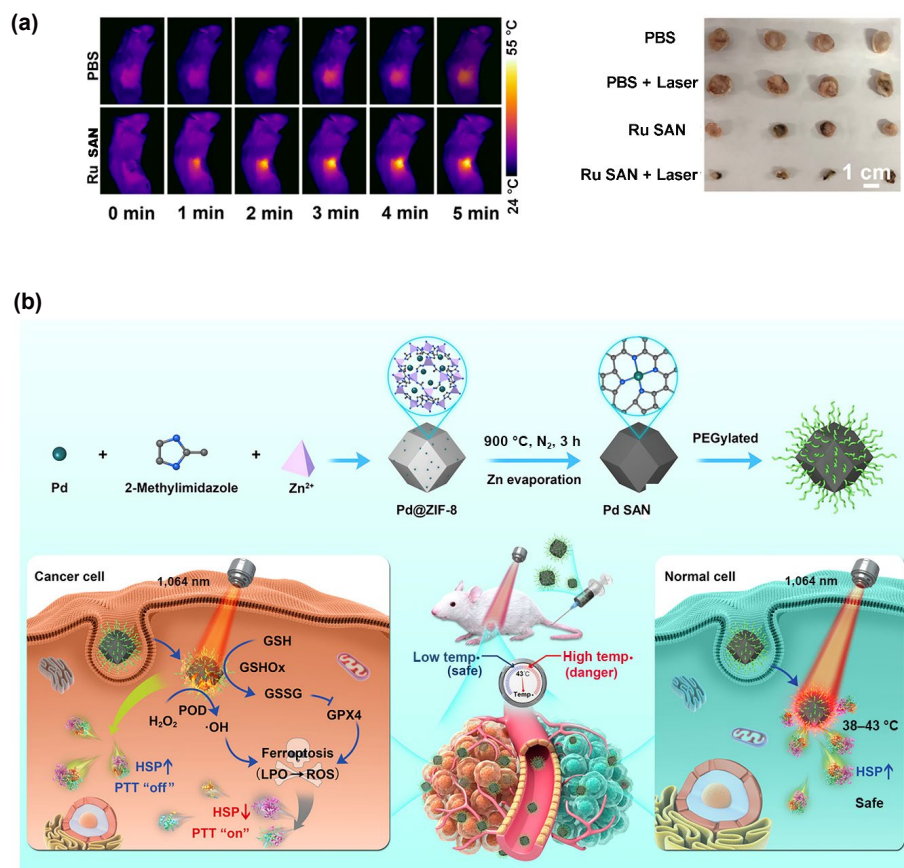 (a)
PBS
Ru SAN
55 °C
24 °C
0 min 1 min 2 min 3 min 4 min 5 min
PBS
PBS + Laser
Ru SAN
Ru SAN + Laser
1 cm
(b)
Pd + 2-Methylimidazole + Zn²⁺
Pd@ZIF-8
900 °C, N₂, 3 h
Zn evaporation
Pd SAN
PEGylated
Cancer cell
1,064 nm
GSH
GSHOx
GSSG
POD
H₂O₂
·OH
GPX4
Ferroptosis
(LPO → ROS)
HSP↑
PTT “off”
HSP↓
PTT “on”
Low temp.
(safe)
High temp.
(danger)
43°C
Temp.
Normal cell
1,064 nm
38–43 °C
HSP↑
Safe